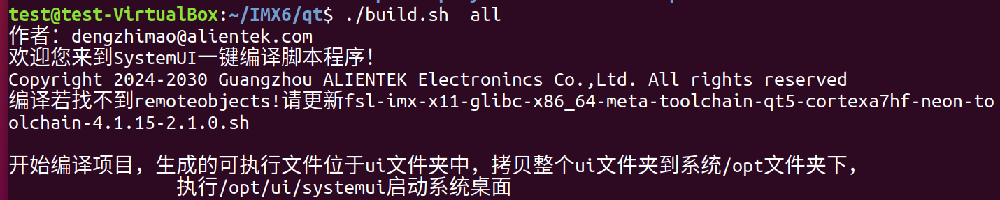 test@test-VirtualBox:~/IMX6/qt$ ./build.sh  all
作者：dengzhimao@alientek.com
欢迎您来到SystemUI一键编译脚本程序！
Copyright 2024-2030 Guangzhou ALIENTEK Electronincs Co.,Ltd. All rights reserved
编译若找不到remoteobjects!请更新fsl-imx-x11-glibc-x86_64-meta-toolchain-qt5-cortexa7hf-neon-to
olchain-4.1.15-2.1.0.sh
开始编译项目，生成的可执行文件位于ui文件夹中，拷贝整个ui文件夹到系统/opt文件夹下，
执行/opt/ui/systemui启动系统桌面